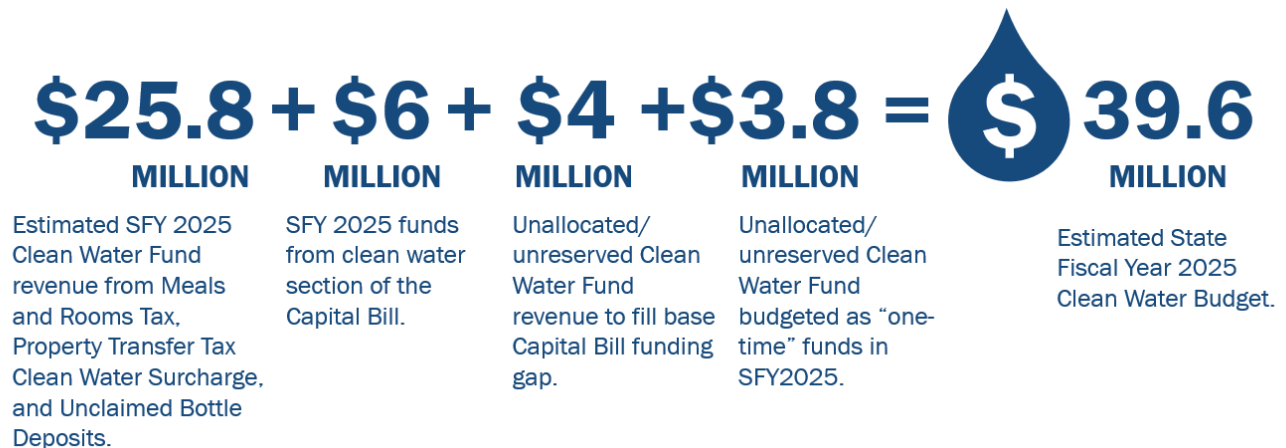 $25.8 + $6 + $4 +$3.8 = $ 39.6
MILLION MILLION MILLION MILLION MILLION
Estimated SFY 2025
Clean Water Fund
revenue from Meals
and Rooms Tax,
Property Transfer Tax
Clean Water Surcharge,
and Unclaimed Bottle
Deposits.
SFY 2025 funds
from clean water
section of the
Capital Bill.
Unallocated/
unreserved Clean
Water Fund
revenue to fill base
Capital Bill funding
gap.
Unallocated/
unreserved Clean
Water Fund
budgeted as “one-
time” funds in
SFY2025.
Estimated State
Fiscal Year 2025
Clean Water Budget.